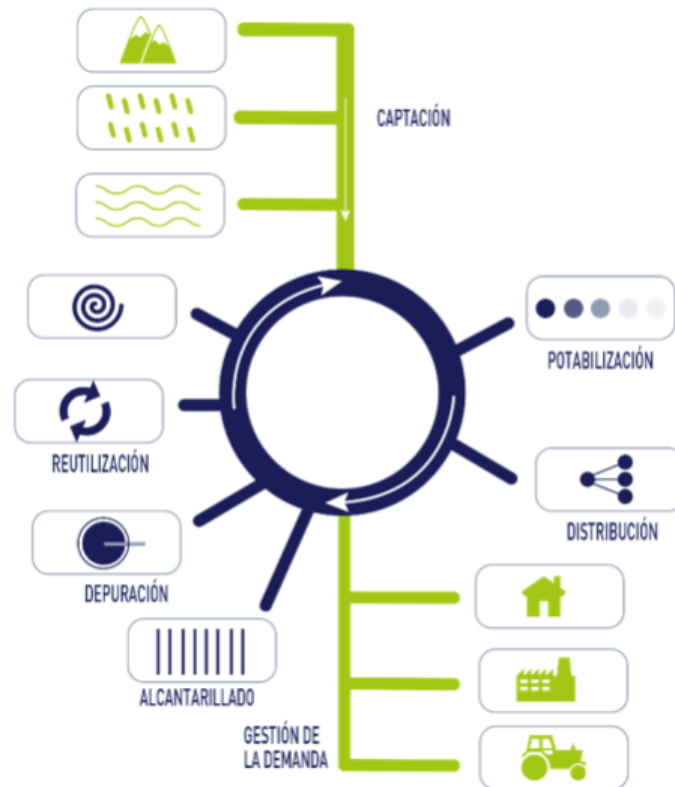 CAPTACIÓN
POTABILIZACIÓN
REUTILIZACIÓN
DISTRIBUCIÓN
DEPURACIÓN
ALCANTARILLADO
GESTIÓN DE
LA DEMANDA